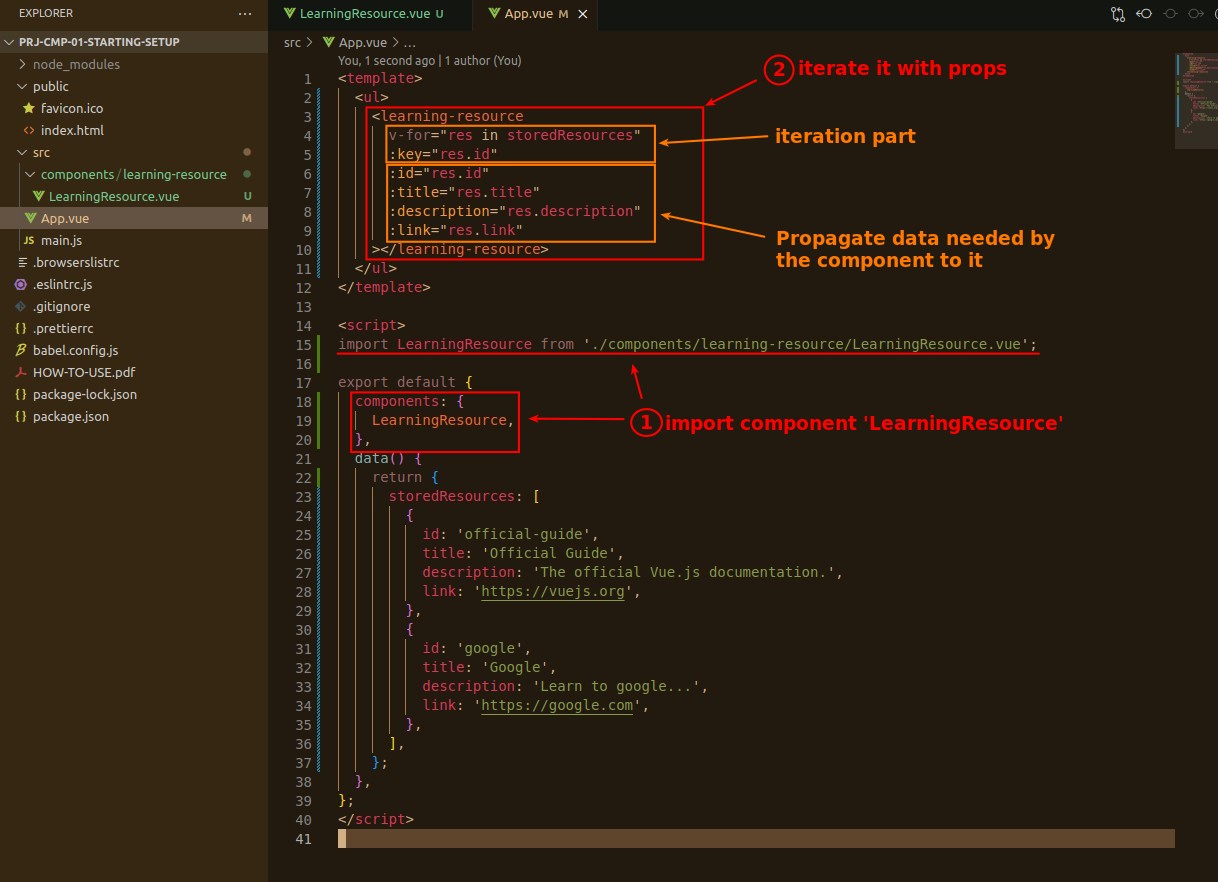 EXPLORER
LearningResource.vue U
App.vue M
PRJ-CMP-01-STARTING-SETUP
node_modules
public
favicon.ico
index.html
src
components / learning-resource
LearningResource.vue U
App.vue M
main.js
.browserslistrc
.eslintrc.js
.gitignore
.prettierrc
babel.config.js
HOW-TO-USE.pdf
package-lock.json
package.json
src > App.vue > ...
You, 1 second ago | 1 author (You)
1 <template>
2 <ul>
3 <learning-resource
4 v-for="res in storedResources"
5 :key="res.id"
6 :id="res.id"
7 :title="res.title"
8 :description="res.description"
9 :link="res.link"
10 ></learning-resource>
11 </ul>
12 </template>
13
14 <script>
15 import LearningResource from './components/learning-resource/LearningResource.vue';
16
17 export default {
18 components: {
19 LearningResource,
20 },
21 data() {
22 return {
23 storedResources: [
24 {
25 id: 'official-guide',
26 title: 'Official Guide',
27 description: 'The official Vue.js documentation.',
28 link: 'https://vuejs.org',
29 },
30 {
31 id: 'google',
32 title: 'Google',
33 description: 'Learn to google...',
34 link: 'https://google.com',
35 },
36 ],
37 };
38 },
39 };
40 </script>
41
2 iterate it with props
iteration part
Propagate data needed by
the component to it
1 import component 'LearningResource'